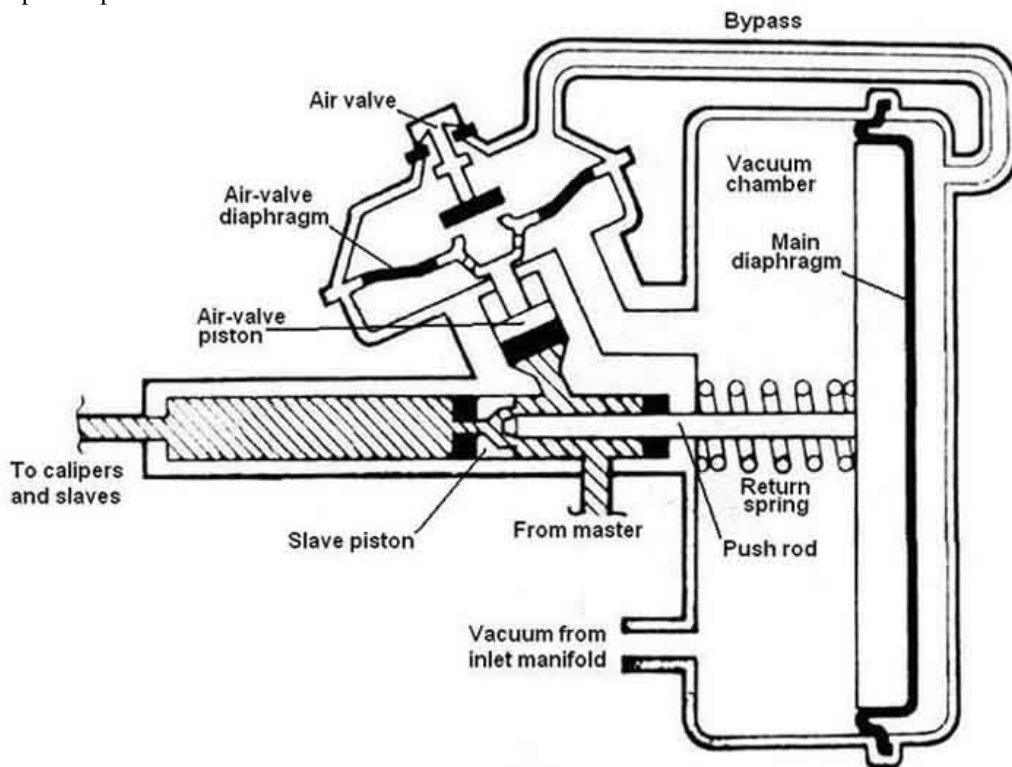 Bypass
Air valve
Air-valve
diaphragm
Vacuum
chamber
Main
diaphragm
Air-valve
piston
To calipers
and slaves
Slave piston
From master
Return
spring
Push rod
Vacuum from
inlet manifold